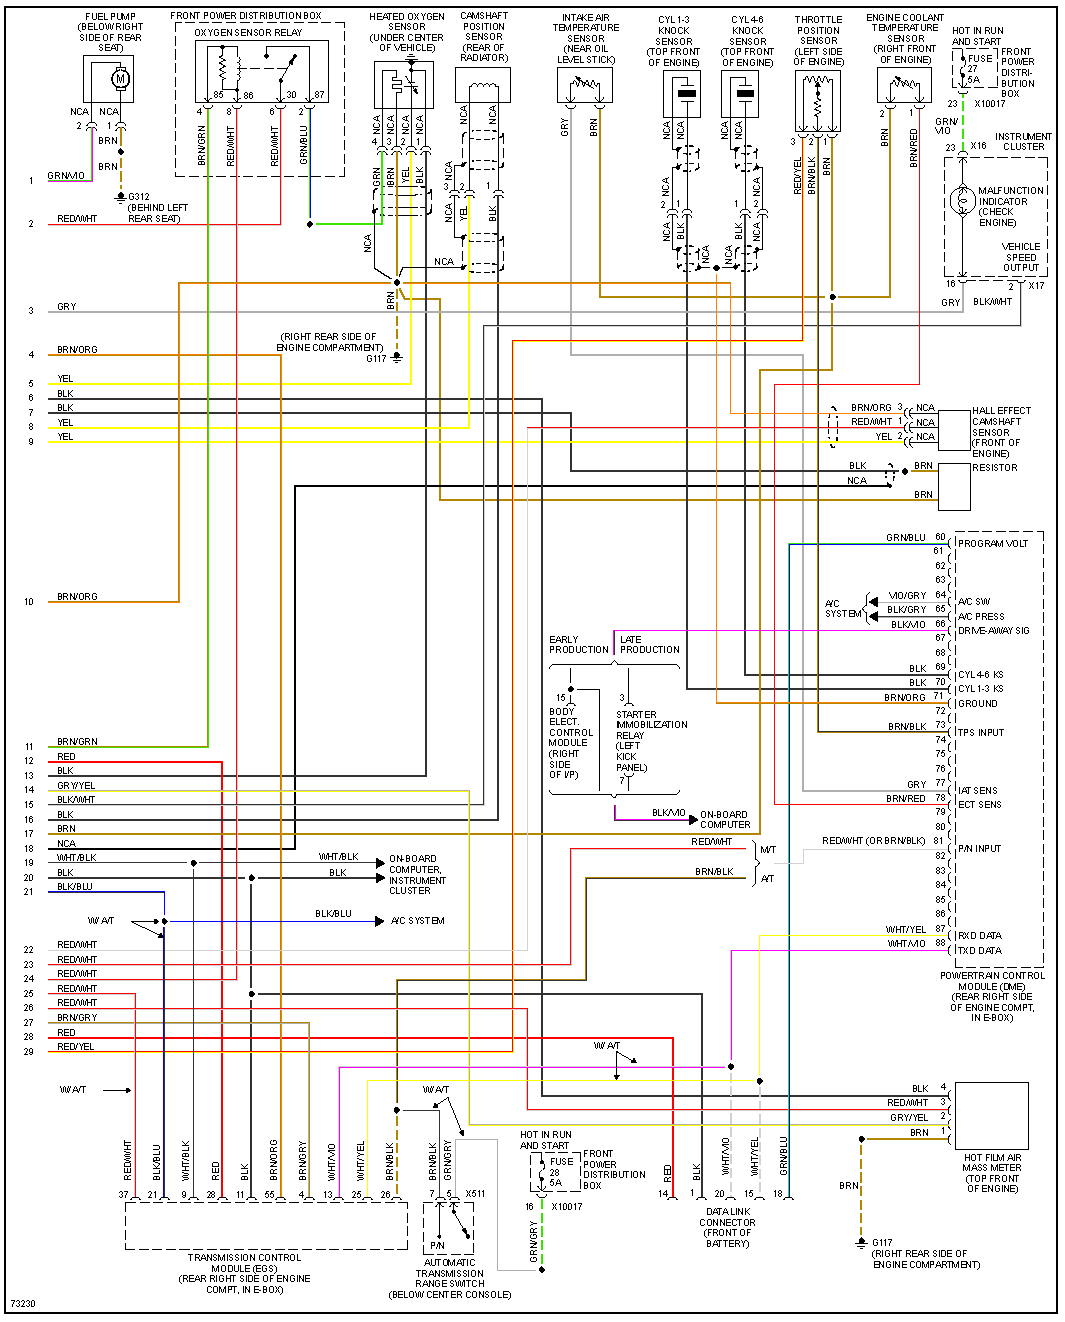 FUEL PUMP
(BELOW RIGHT
SIDE OF REAR
SEAT)
M
NCA NCA
2 1
BRN
BRN
G312
(BEHIND LEFT
REAR SEAT)
FRONT POWER DISTRIBUTION BOX
OXYGEN SENSOR RELAY
85 86 30 87
4 8 6 2
BRN/GRN
RED/WHT
RED/WHT
GRN/BLU
HEATED OXYGEN
SENSOR
(UNDER CENTER
OF VEHICLE)
NCA NCA NCA NCA
4 3 2 1
GRN BRN YEL BLK
NCA
NCA
BRN
(RIGHT REAR SIDE OF
ENGINE COMPARTMENT)
G117
CAMSHAFT
POSITION
SENSOR
(REAR OF
RADIATOR)
NCA
3 2 1
NCA YEL BLK
INTAKE AIR
TEMPERATURE
SENSOR
(NEAR OIL
LEVEL STICK)
GRY BRN
CYL 1-3
KNOCK
SENSOR
(TOP FRONT
OF ENGINE)
NCA
NCA
2 1
NCA BLK
NCA
CYL 4-6
KNOCK
SENSOR
(TOP FRONT
OF ENGINE)
NCA
NCA
1 2
BLK NCA
NCA
THROTTLE
POSITION
SENSOR
(LEFT SIDE
OF ENGINE)
3 2 1
RED/YEL BRN/BLK BRN
ENGINE COOLANT
TEMPERATURE
SENSOR
(RIGHT FRONT
OF ENGINE)
2 1
BRN BRN/RED
HOT IN RUN
AND START
FUSE
27
5A
FRONT
POWER
DISTRI-
BUTION
BOX
23 X10017
GRN/
VIO
23 X16
INSTRUMENT
CLUSTER
MALFUNCTION
INDICATOR
(CHECK
ENGINE)
VEHICLE
SPEED
OUTPUT
16 2 X17
GRY BLK/WHT
1 GRN/VIO
2 RED/WHT
3 GRY
4 BRN/ORG
5 YEL
6 BLK
7 BLK
8 YEL
9 YEL
10 BRN/ORG
11 BRN/GRN
12 RED
13 BLK
14 GRY/YEL
15 BLK/WHT
16 BLK
17 BRN
18 NCA
19 WHT/BLK
20 BLK
21 BLK/BLU
22 RED/WHT
23 RED/WHT
24 RED/WHT
25 RED/WHT
26 RED/WHT
27 BRN/GRY
28 RED
29 RED/YEL
BRN/ORG 3 NCA
RED/WHT 1 NCA
YEL 2 NCA
HALL EFFECT
CAMSHAFT
SENSOR
(FRONT OF
ENGINE)
BLK BRN
NCA
BRN
RESISTOR
GRN/BLU 60 PROGRAM VOLT
61
62
63
VIO/GRY 64 A/C SW
BLK/GRY 65 A/C PRESS
BLK/VIO 66 DRIVE-AWAY SIG
67
68
BLK 69 CYL 4-6 KS
BLK 70 CYL 1-3 KS
BRN/ORG 71 GROUND
72
BRN/BLK 73 TPS INPUT
74
75
76
GRY 77 IAT SENS
BRN/RED 78 ECT SENS
79
80
RED/WHT (OR BRN/BLK) 81 P/N INPUT
82
83
84
85
86
WHT/YEL 87 RXD DATA
WHT/VIO 88 TXD DATA
POWERTRAIN CONTROL
MODULE (DME)
(REAR RIGHT SIDE
OF ENGINE COMPT,
IN E-BOX)
A/C
SYSTEM
EARLY
PRODUCTION
LATE
PRODUCTION
15
BODY
ELECT.
CONTROL
MODULE
(RIGHT
SIDE
OF I/P)
3
STARTER
IMMOBILIZATION
RELAY
(LEFT
KICK
PANEL)
7
BLK/VIO
ON-BOARD
COMPUTER
RED/WHT M/T
BRN/BLK A/T
WHT/BLK
BLK
ON-BOARD
COMPUTER,
INSTRUMENT
CLUSTER
W/ A/T
BLK/BLU A/C SYSTEM
W/ A/T
W/ A/T
W/ A/T
RED/WHT
BLK/BLU
WHT/BLK
RED
BLK
BRN/ORG
BRN/GRY
WHT/VIO
WHT/YEL
BRN/BLK
37 21 9 28 11 55 4 13 25 26
TRANSMISSION CONTROL
MODULE (EGS)
(REAR RIGHT SIDE OF ENGINE
COMPT, IN E-BOX)
BRN/BLK
GRN/GRY
7 5 X511
P/N
AUTOMATIC
TRANSMISSION
RANGE SWITCH
(BELOW CENTER CONSOLE)
HOT IN RUN
AND START
FUSE
28
5A
FRONT
POWER
DISTRIBUTION
BOX
16 X10017
GRN/GRY
RED
BLK
WHT/VIO
WHT/YEL
GRN/BLU
14 1 20 15 18
DATA LINK
CONNECTOR
(FRONT OF
BATTERY)
BLK 4
RED/WHT 3
GRY/YEL 2
BRN 1
HOT FILM AIR
MASS METER
(TOP FRONT
OF ENGINE)
BRN
G117
(RIGHT REAR SIDE OF
ENGINE COMPARTMENT)
73230